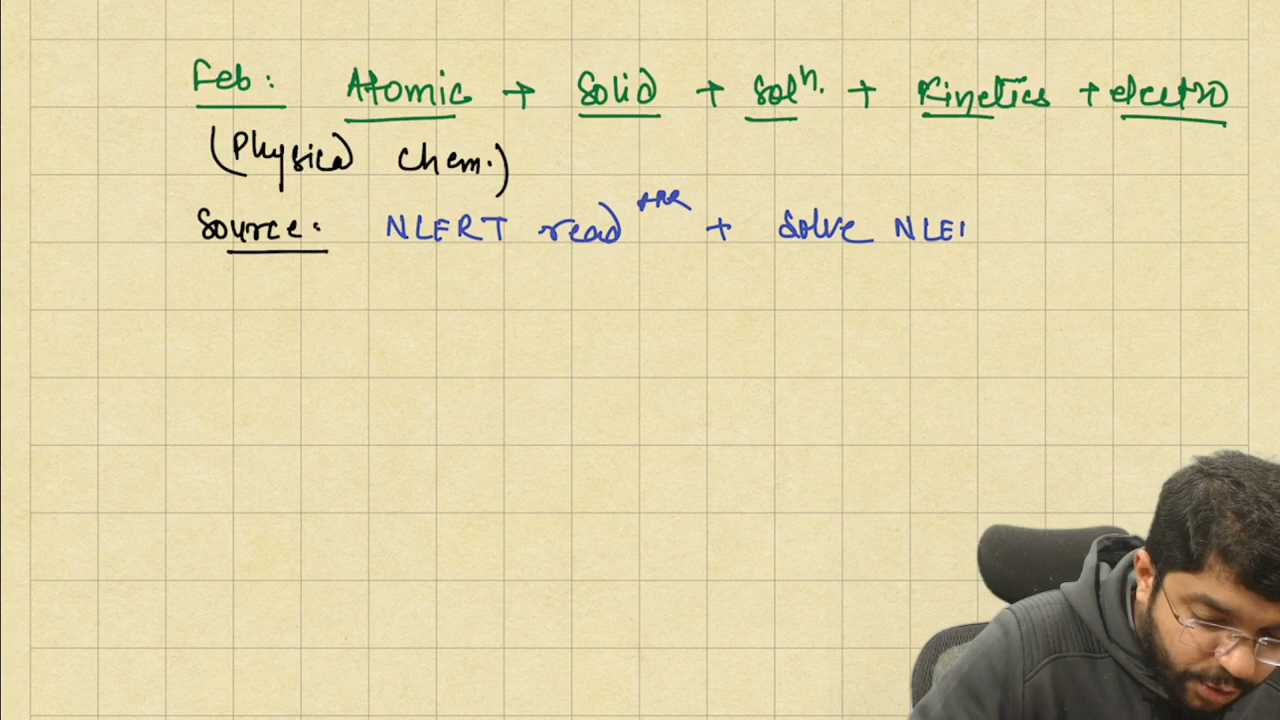 Feb: Atomic + Solid + Solⁿ. + Kinetics + electro
(Physical Chem.)
Source: NCERT read + Solve NCE